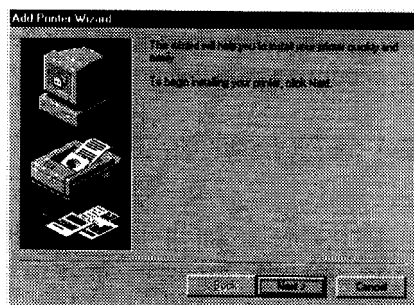 Add Printer Wizard
This wizard will help you to install your printer quickly and
easily.
To begin installing your printer, click Next.
< Back
Next >
Cancel